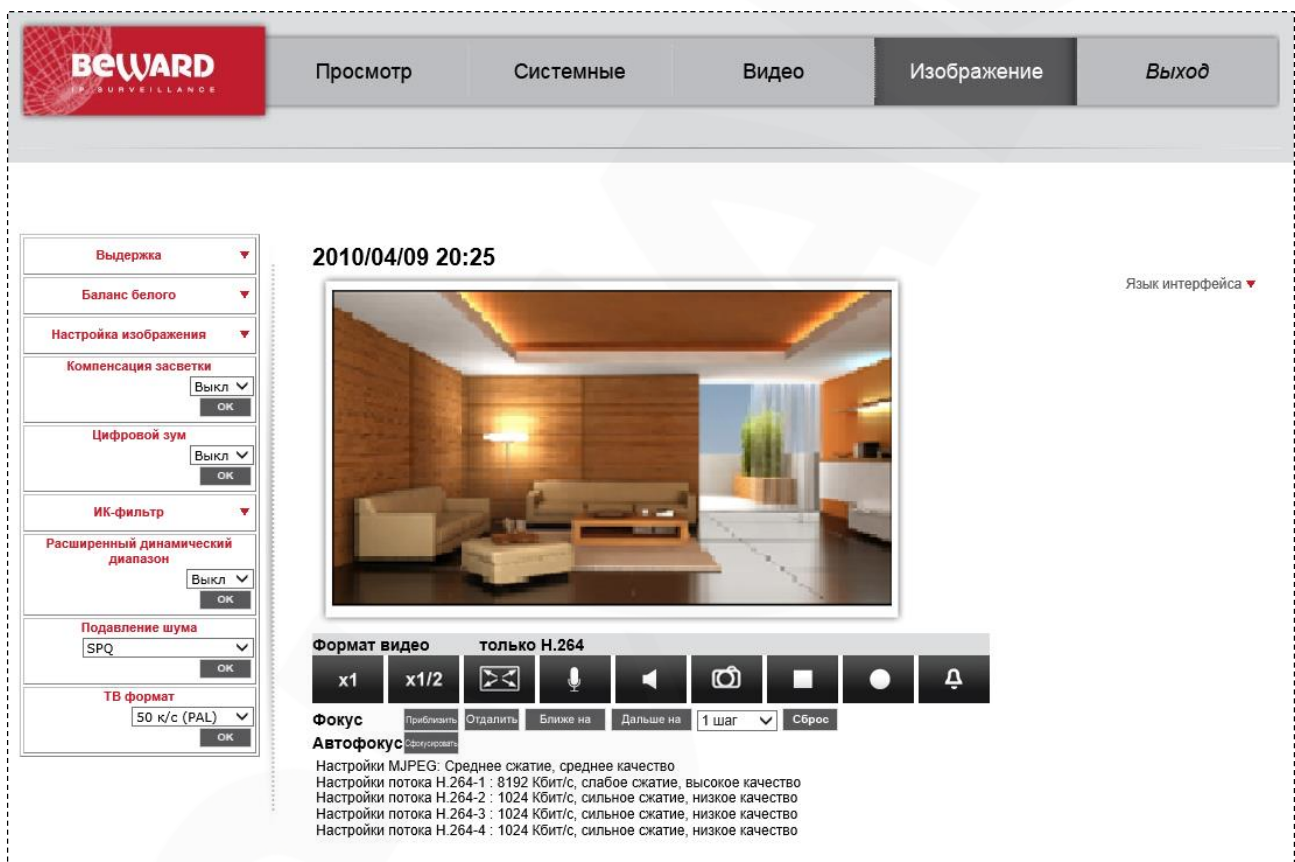 BEWARD
IP SURVEILLANCE
Просмотр
Системные
Видео
Изображение
Выход
Выдержка
Баланс белого
Настройка изображения
Компенсация засветки
Выкл
OK
Цифровой зум
Выкл
OK
ИК-фильтр
Расширенный динамический
диапазон
Выкл
OK
Подавление шума
SPQ
OK
ТВ формат
50 к/с (PAL)
OK
2010/04/09 20:25
Язык интерфейса
Формат видео только H.264
x1 x1/2
Фокус Приблизить Отдалить Ближе на Дальше на 1 шаг Сброс
Автофокус Сфокусировать
Настройки MJPEG: Среднее сжатие, среднее качество
Настройки потока H.264-1 : 8192 Кбит/с, слабое сжатие, высокое качество
Настройки потока H.264-2 : 1024 Кбит/с, сильное сжатие, низкое качество
Настройки потока H.264-3 : 1024 Кбит/с, сильное сжатие, низкое качество
Настройки потока H.264-4 : 1024 Кбит/с, сильное сжатие, низкое качество